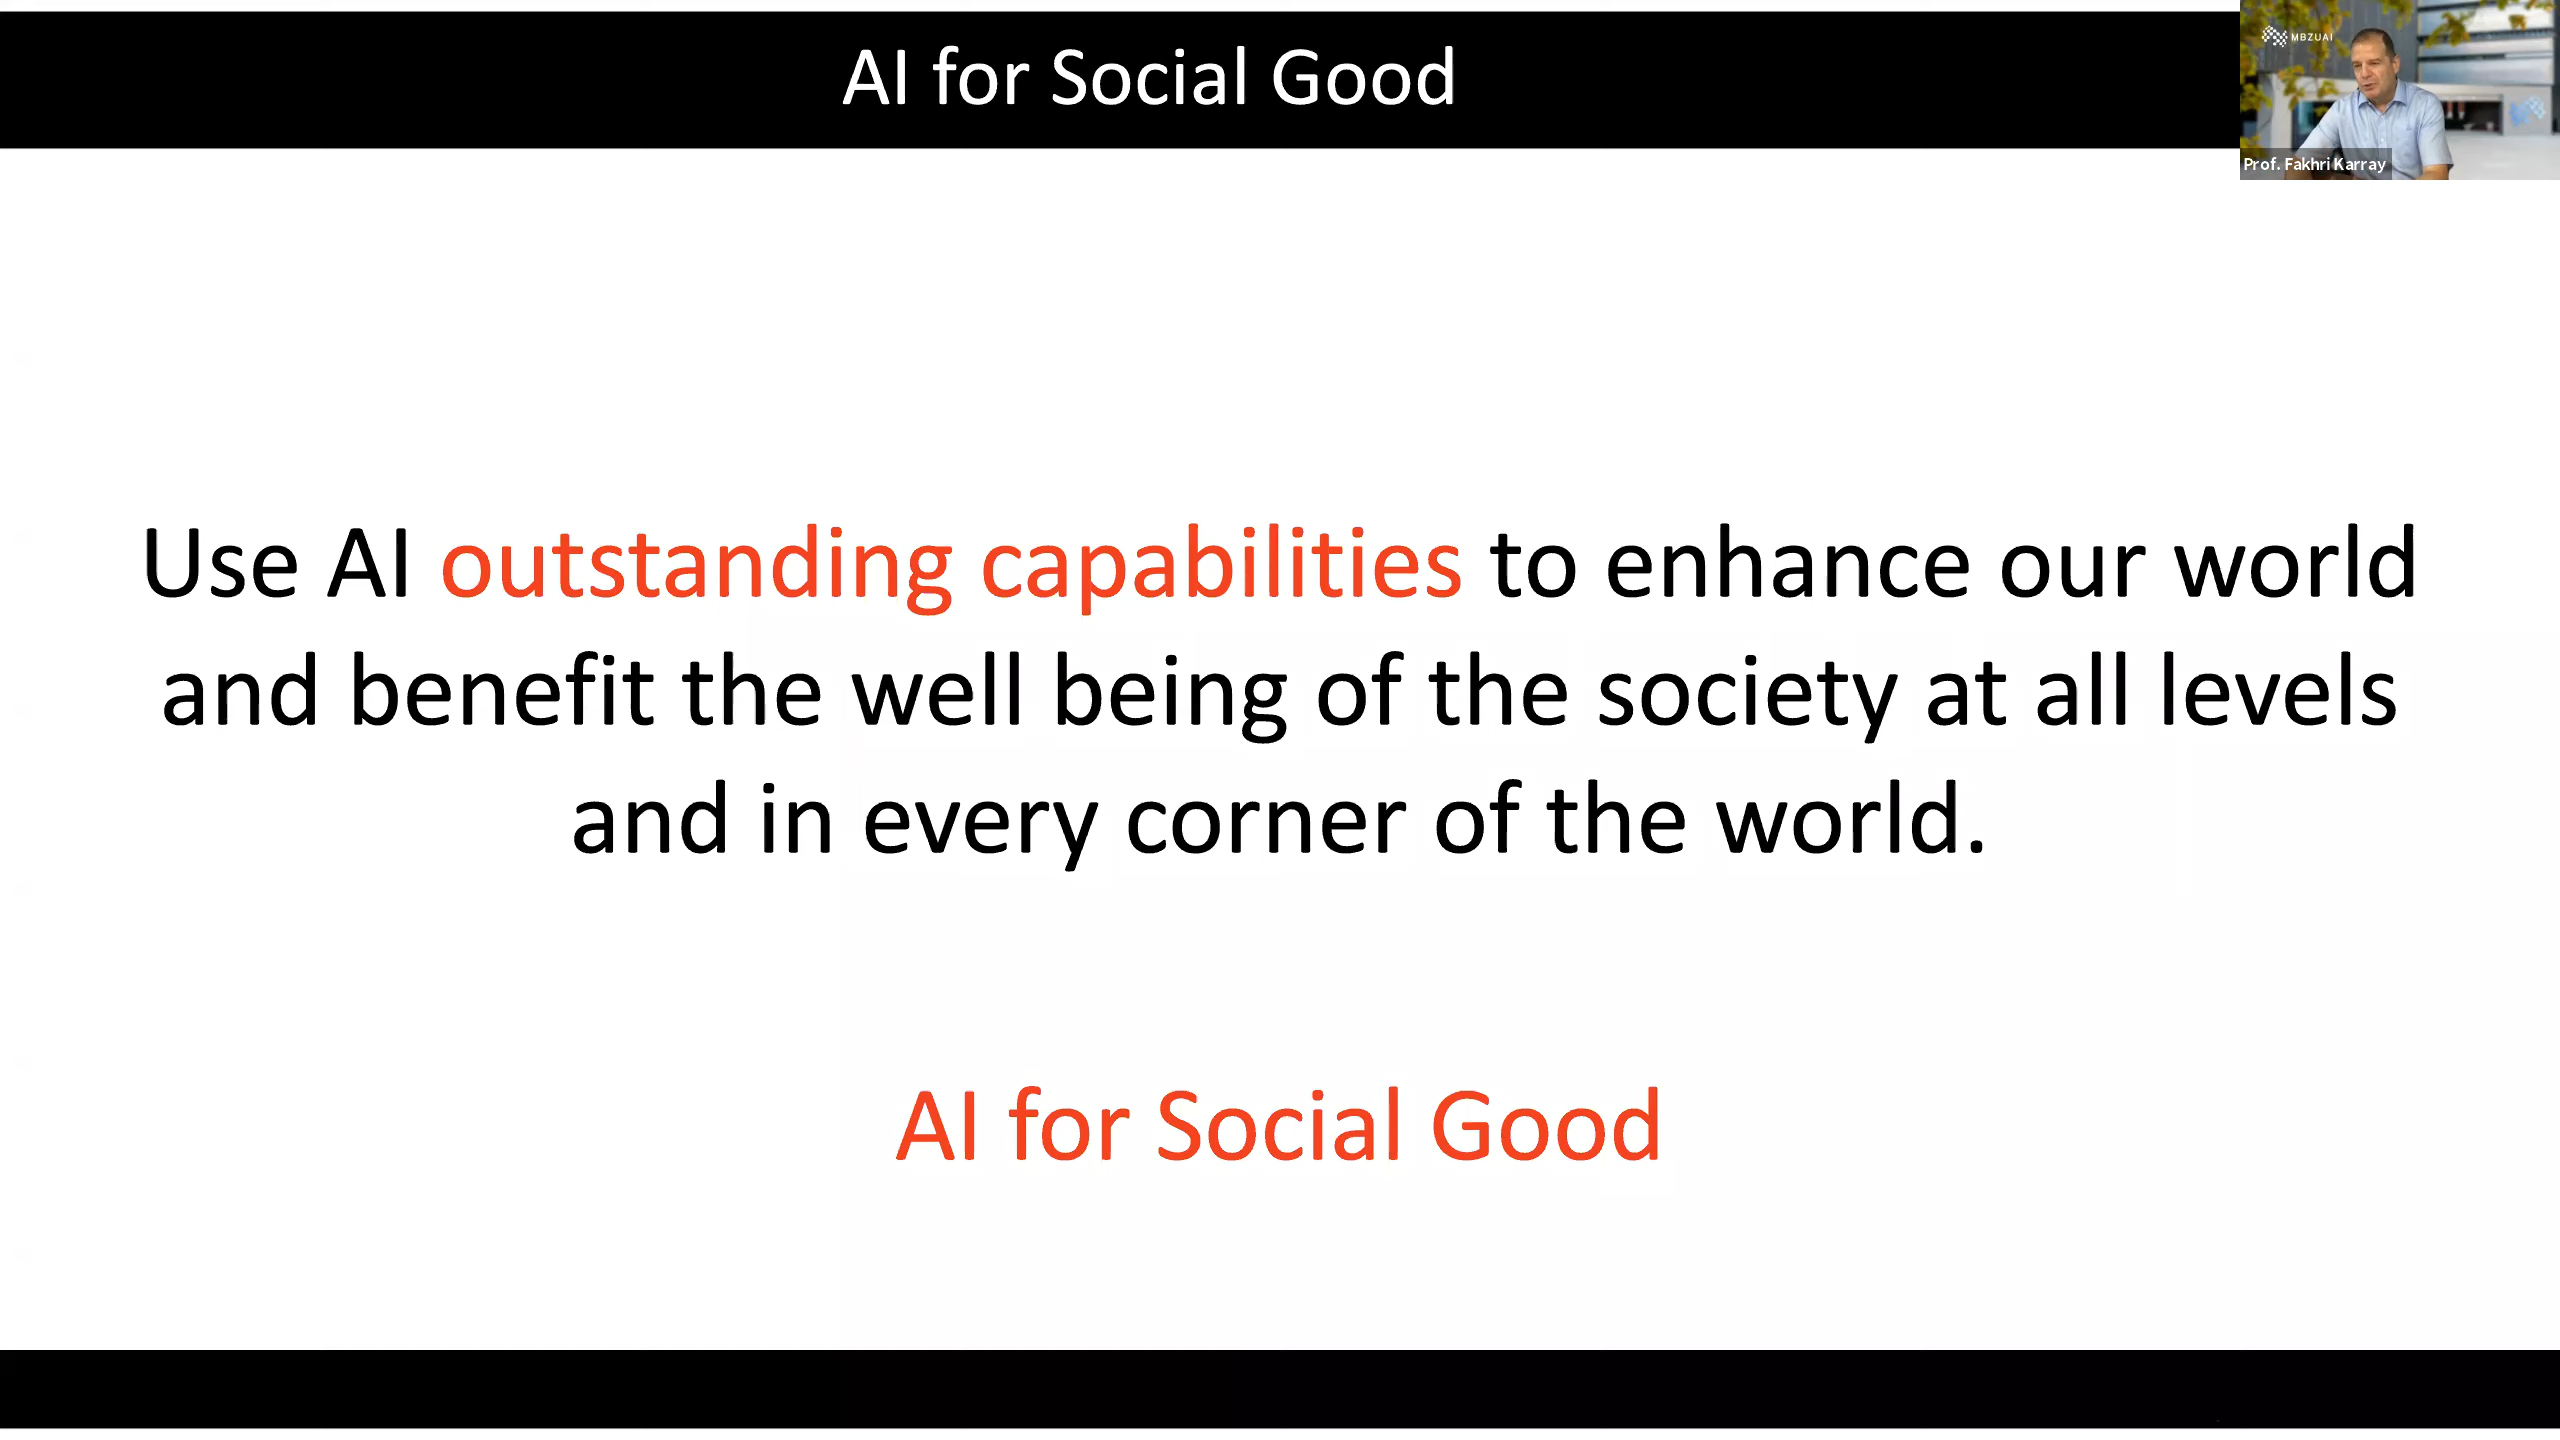 AI for Social Good
MBZUAI
Prof. Fakhri Karray
Use AI outstanding capabilities to enhance our world
and benefit the well being of the society at all levels
and in every corner of the world.
AI for Social Good